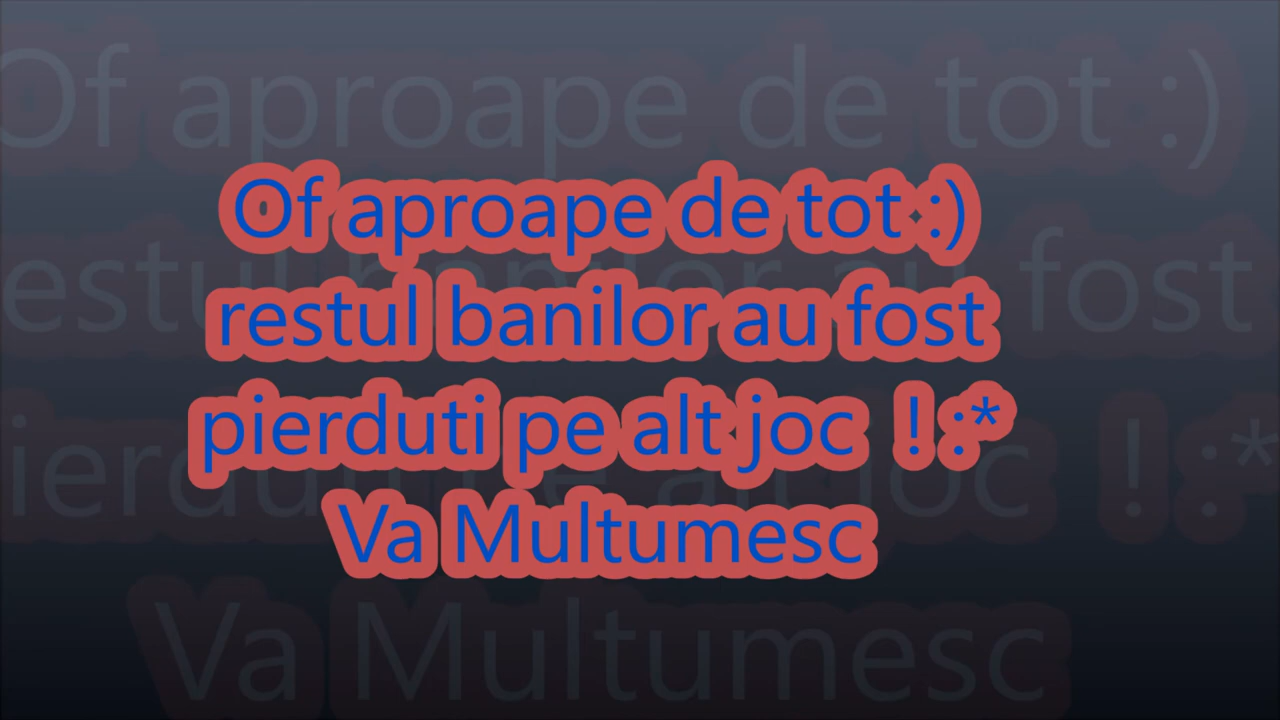 Of aproape de tot :)
restul banilor au fost
pierduti pe alt joc  ! :*
Va Multumesc